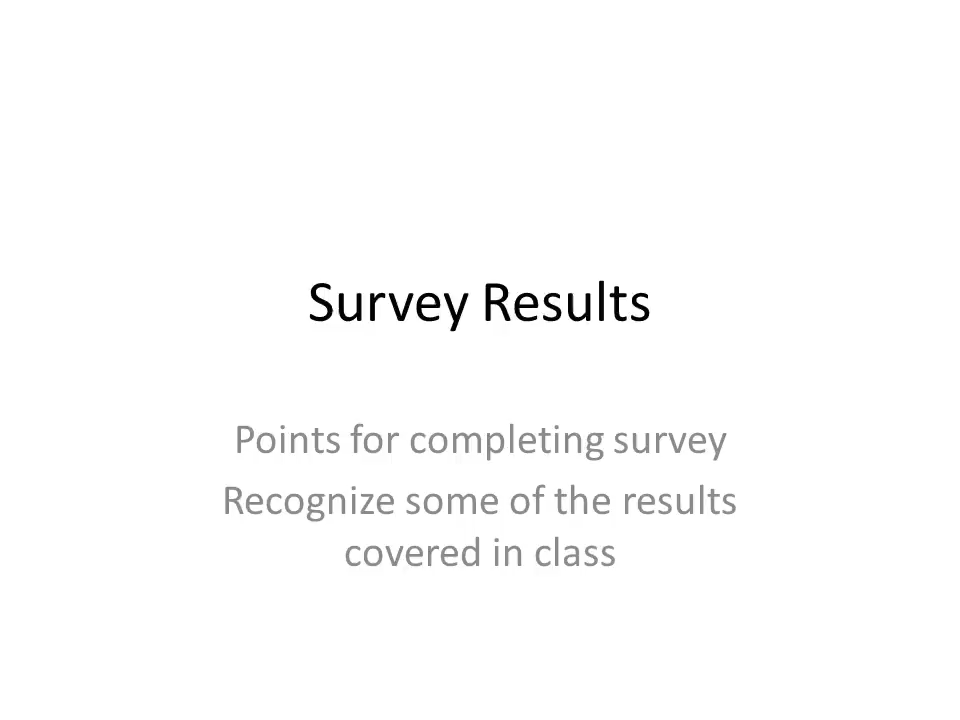 Survey Results
Points for completing survey
Recognize some of the results
covered in class